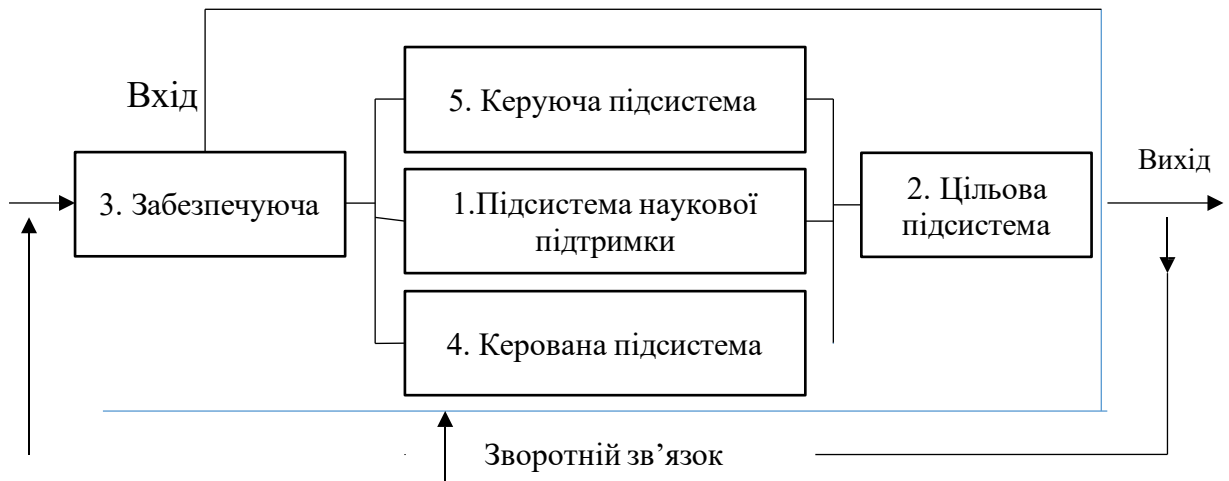 Вхід
5. Керуюча підсистема
3. Забезпечуюча
1.Підсистема наукової
підтримки
2. Цільова
підсистема
Вихід
4. Керована підсистема
Зворотній зв’язок